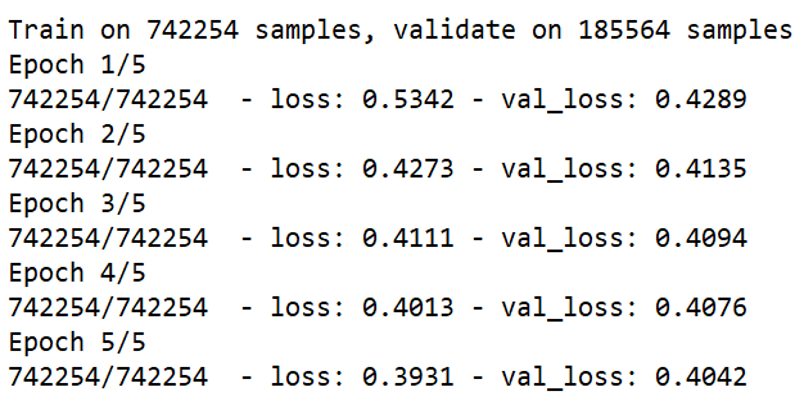 Train on 742254 samples, validate on 185564 samples
Epoch 1/5
742254/742254  - loss: 0.5342 - val_loss: 0.4289
Epoch 2/5
742254/742254  - loss: 0.4273 - val_loss: 0.4135
Epoch 3/5
742254/742254  - loss: 0.4111 - val_loss: 0.4094
Epoch 4/5
742254/742254  - loss: 0.4013 - val_loss: 0.4076
Epoch 5/5
742254/742254  - loss: 0.3931 - val_loss: 0.4042